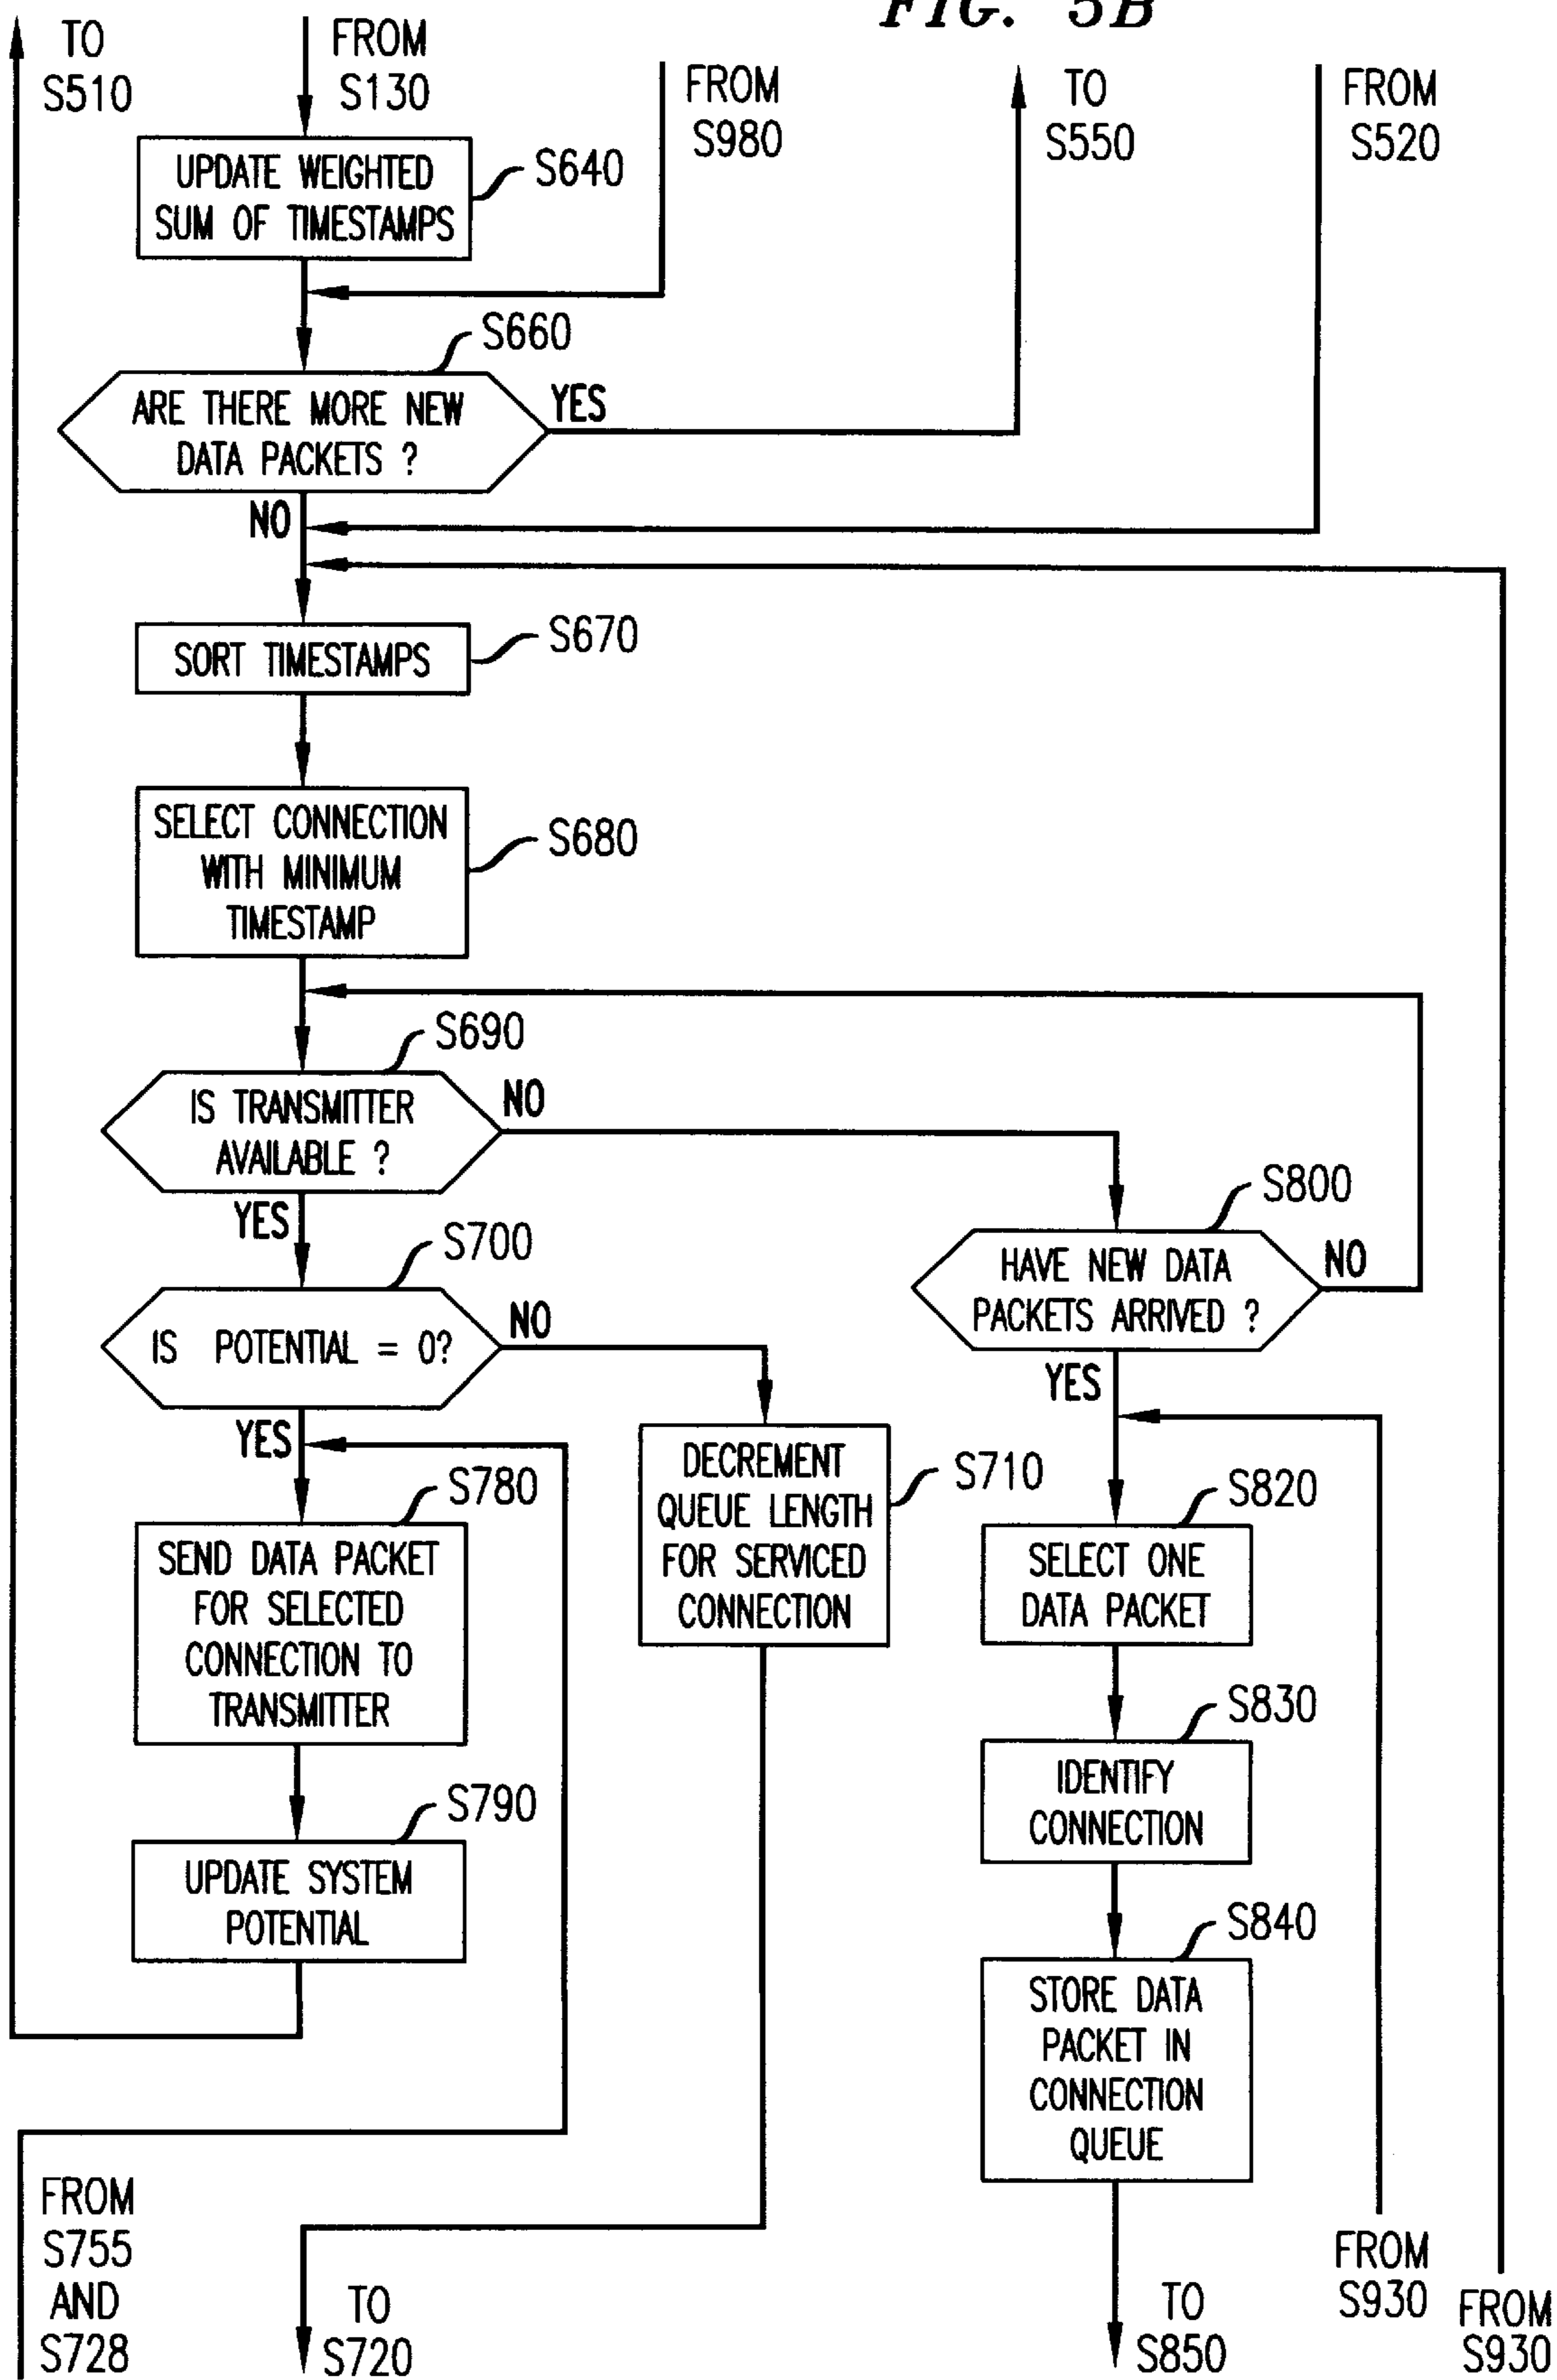 FIG. 5B
TO
S510
FROM
S130
FROM
S980
TO
S550
FROM
S520
UPDATE WEIGHTED
SUM OF TIMESTAMPS
S640
S660
ARE THERE MORE NEW
DATA PACKETS ?
YES
NO
SORT TIMESTAMPS
S670
SELECT CONNECTION
WITH MINIMUM
TIMESTAMP
S680
S690
IS TRANSMITTER
AVAILABLE ?
NO
YES
S700
IS POTENTIAL = 0?
NO
YES
S800
HAVE NEW DATA
PACKETS ARRIVED ?
NO
YES
S780
SEND DATA PACKET
FOR SELECTED
CONNECTION TO
TRANSMITTER
DECREMENT
QUEUE LENGTH
FOR SERVICED
CONNECTION
S710
S820
SELECT ONE
DATA PACKET
S830
IDENTIFY
CONNECTION
S790
UPDATE SYSTEM
POTENTIAL
S840
STORE DATA
PACKET IN
CONNECTION
QUEUE
FROM
S755
AND
S728
TO
S720
TO
S850
FROM
S930
FROM
S930